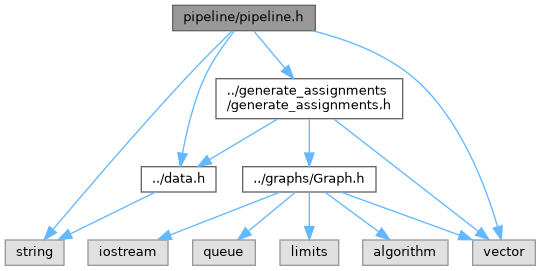 pipeline/pipeline.h
../generate_assignments
/generate_assignments.h
../data.h
../graphs/Graph.h
string
iostream
queue
limits
algorithm
vector